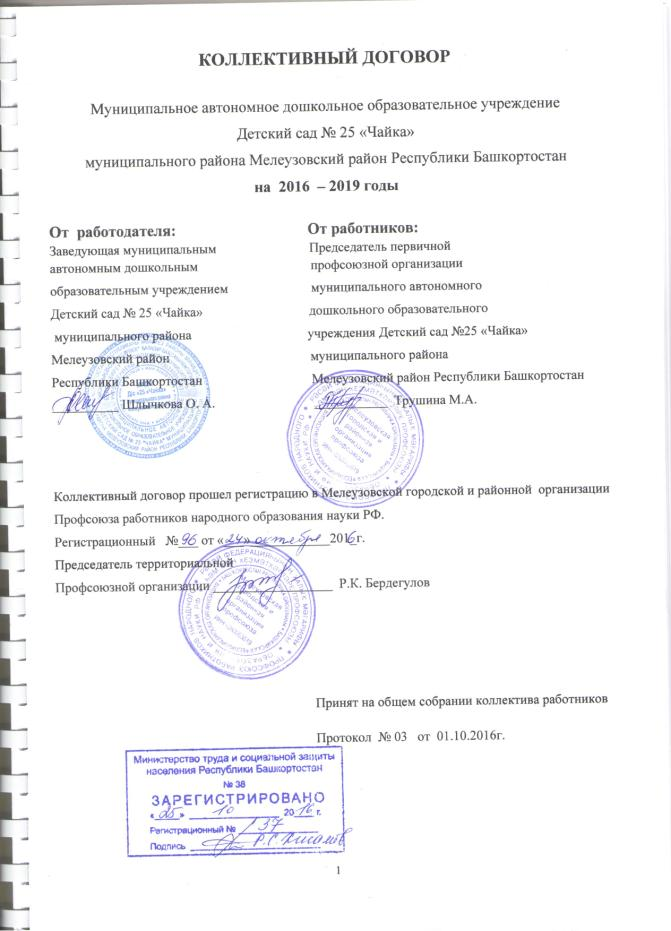 КОЛЛЕКТИВНЫЙ ДОГОВОР
Муниципальное автономное дошкольное образовательное учреждение
Детский сад № 25 «Чайка»
муниципального района Мелеузовский район Республики Башкортостан
на 2016 – 2019 годы
От работодателя:
Заведующая муниципальным
автономным дошкольным
образовательным учреждением
Детский сад № 25 «Чайка»
муниципального района
Мелеузовский район
Республики Башкортостан
Шлычкова О. А.
От работников:
Председатель первичной
профсоюзной организации
муниципального автономного
дошкольного образовательного
учреждения Детский сад №25 «Чайка»
муниципального района
Мелеузовский район Республики Башкортостан
Трушина М.А.
Коллективный договор прошел регистрацию в Мелеузовской городской и районной организации
Профсоюза работников народного образования науки РФ.
Регистрационный №96 от «24» октября 2016г.
Председатель территориальной
Профсоюзной организации Р.К. Бердегулов
Принят на общем собрании коллектива работников
Протокол № 03 от 01.10.2016г.
Министерство труда и социальной защиты
населения Республики Башкортостан
№ 38
ЗАРЕГИСТРИРОВАНО
«25» 10 2016 г.
Регистрационный № 137
Подпись
1